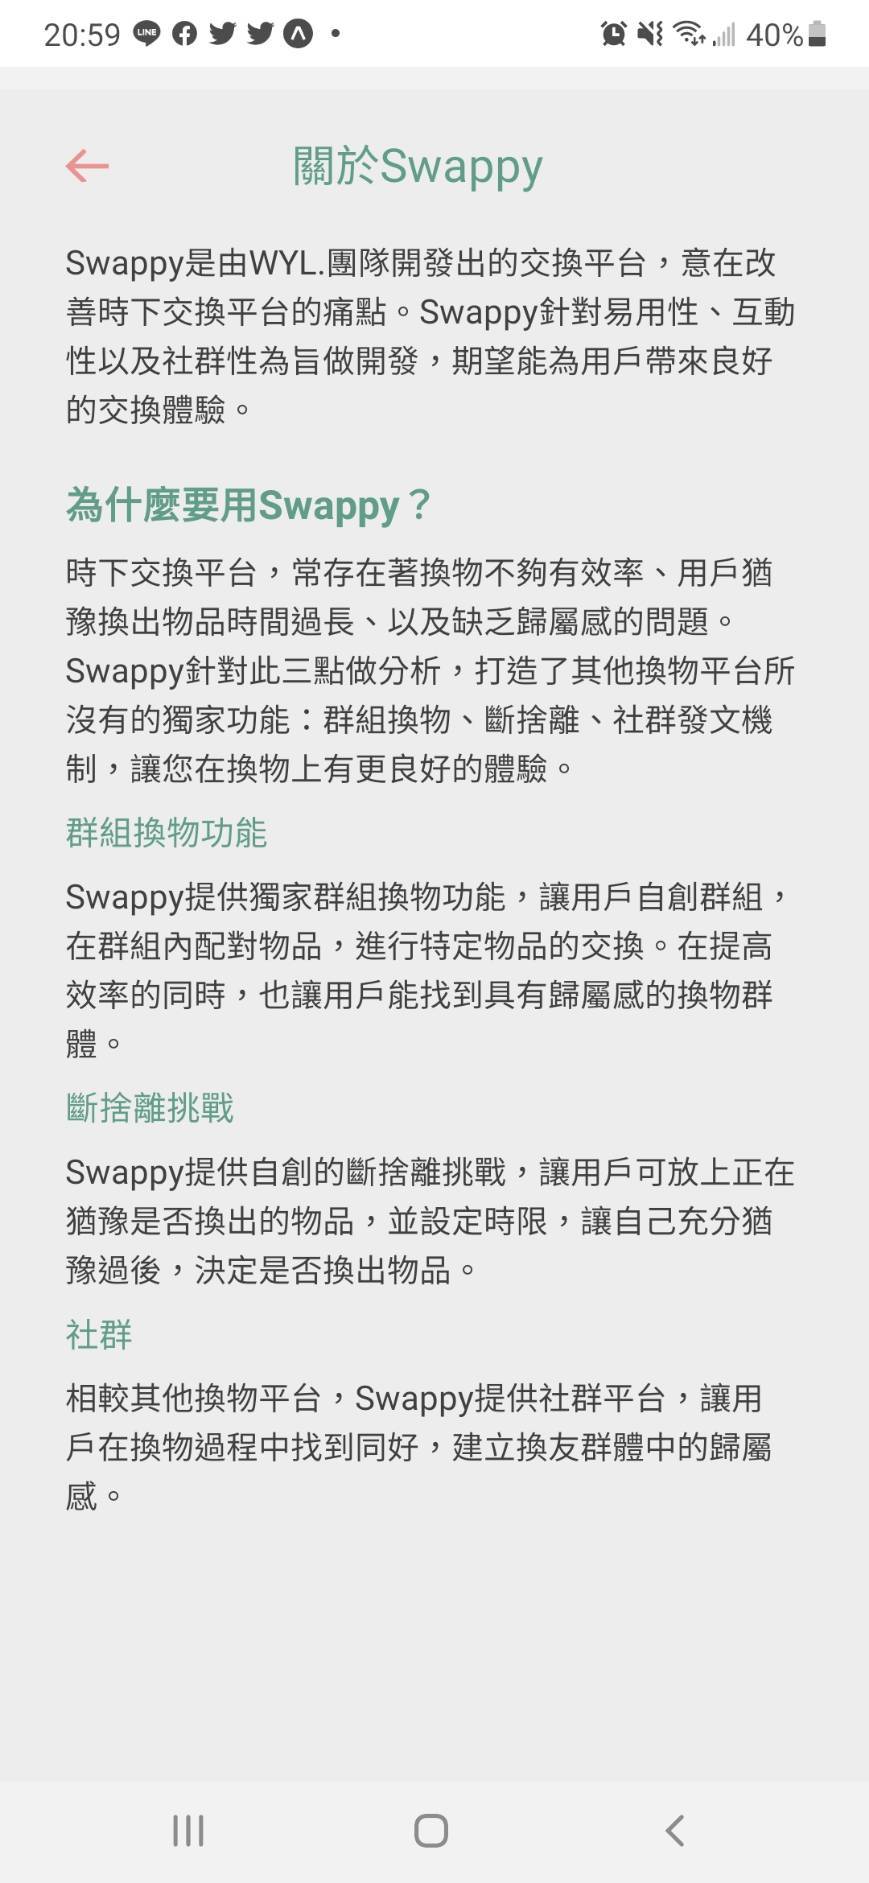 20:59 LINE 40%
關於Swappy
Swappy是由WYL.團隊開發出的交換平台，意在改
善時下交換平台的痛點。Swappy針對易用性、互動
性以及社群性為旨做開發，期望能為用戶帶來良好
的交換體驗。
為什麼要用Swappy？
時下交換平台，常存在著換物不夠有效率、用戶猶
豫換出物品時間過長、以及缺乏歸屬感的問題。
Swappy針對此三點做分析，打造了其他換物平台所
沒有的獨家功能：群組換物、斷捨離、社群發文機
制，讓您在換物上有更良好的體驗。
群組換物功能
Swappy提供獨家群組換物功能，讓用戶自創群組，
在群組內配對物品，進行特定物品的交換。在提高
效率的同時，也讓用戶能找到具有歸屬感的換物群
體。
斷捨離挑戰
Swappy提供自創的斷捨離挑戰，讓用戶可放上正在
猶豫是否換出的物品，並設定時限，讓自己充分猶
豫過後，決定是否換出物品。
社群
相較其他換物平台，Swappy提供社群平台，讓用
戶在換物過程中找到同好，建立換友群體中的歸屬
感。